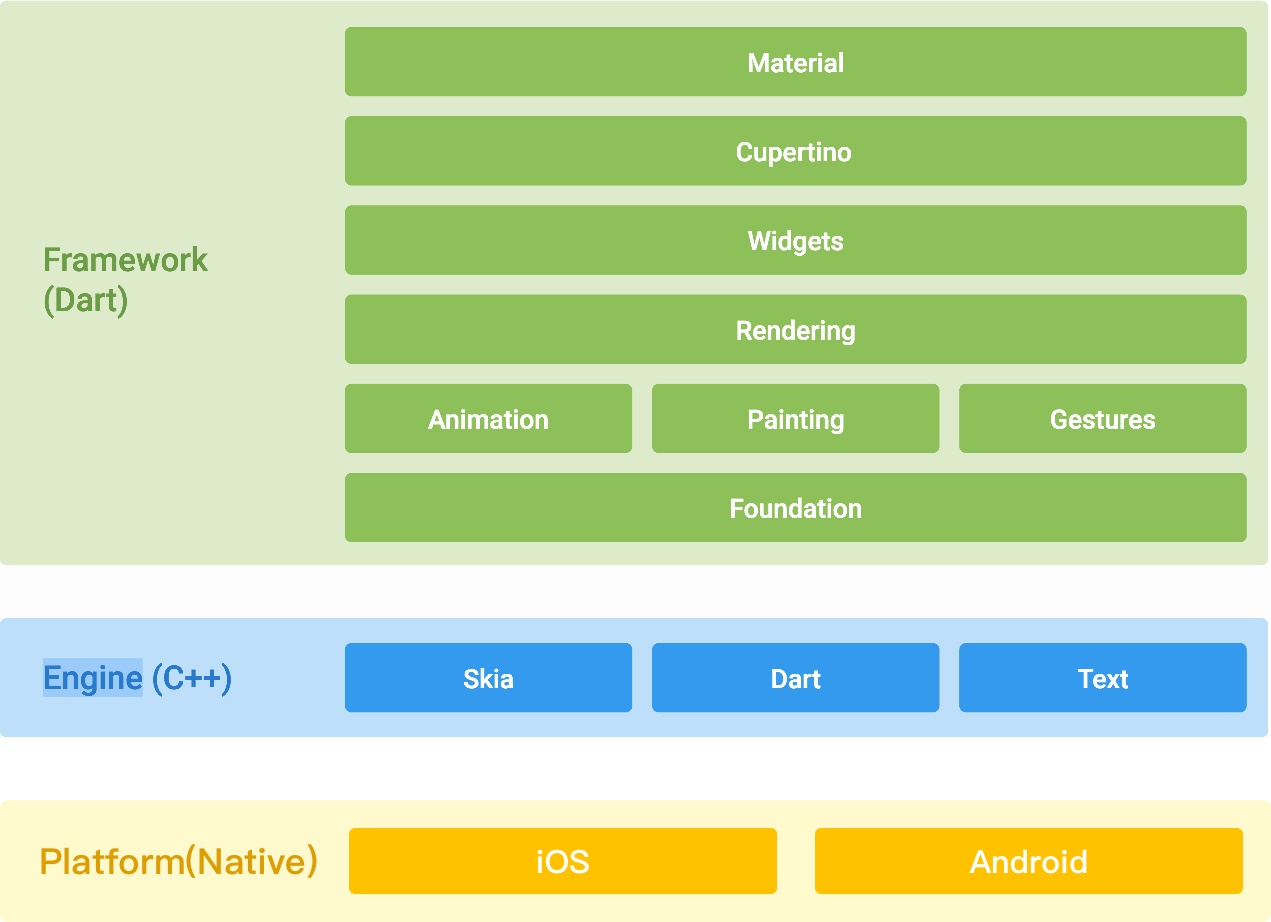 Material
Cupertino
Widgets
Framework
(Dart)
Rendering
Animation Painting Gestures
Foundation
Engine (C++) Skia Dart Text
Platform(Native) iOS Android